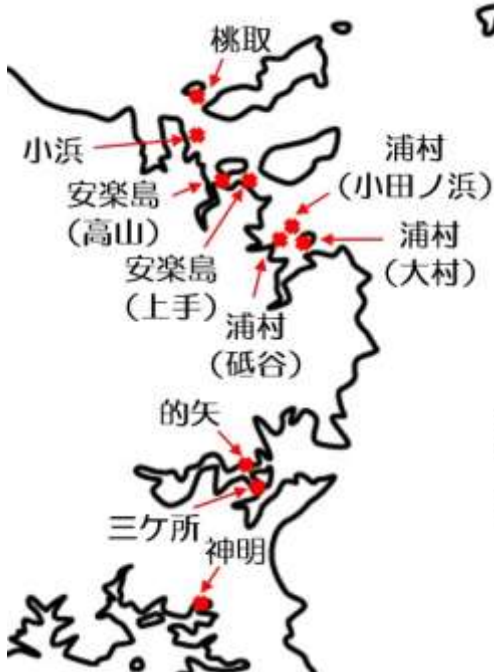 桃取
小浜
安楽島
（高山）
安楽島
（上手）
浦村
（小田ノ浜）
浦村
（大村）
浦村
（砥谷）
的矢
三ケ所
神明